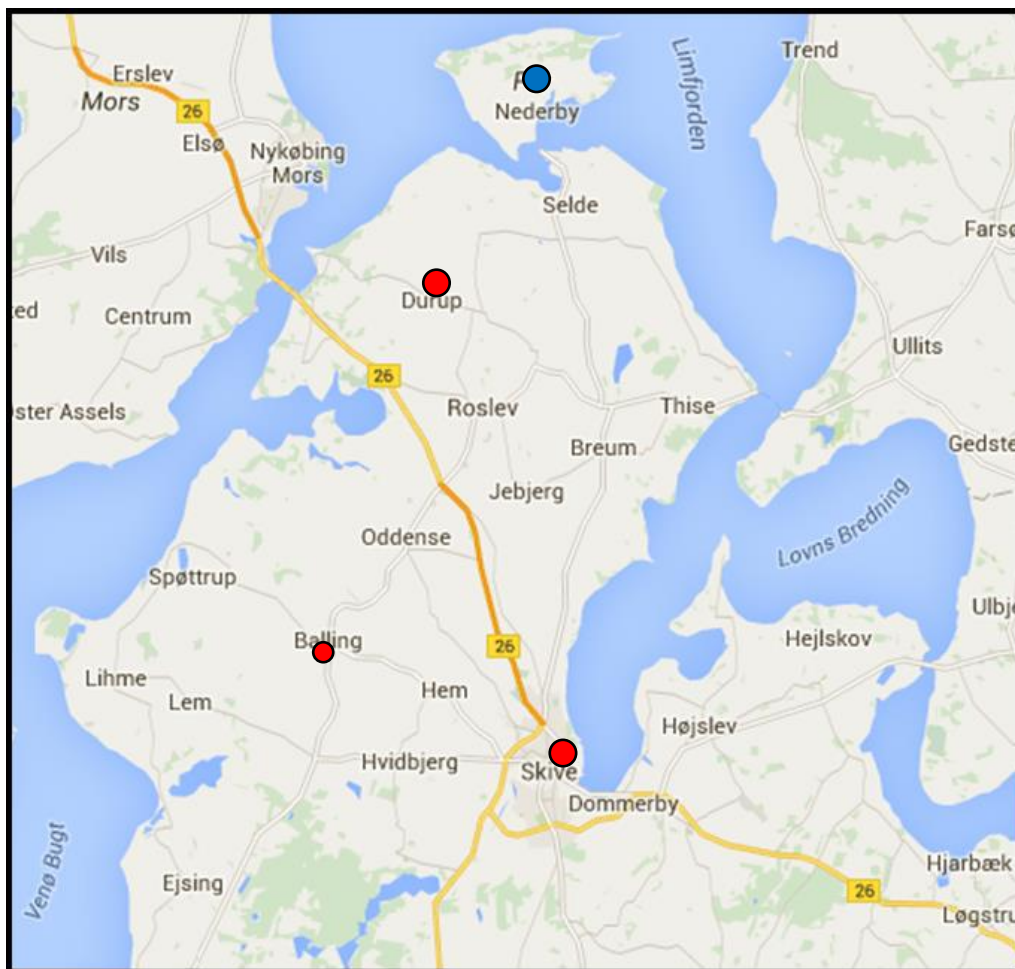 Limfjorden
Trend
Erslev
Mors
Nederby
26
Elsø
Nykøbing
Mors
Selde
Farsø
Vils
Durup
ed
Centrum
Ullits
26
Roslev
Thise
øster Assels
Breum
Gedste
Jebjerg
Lovns Bredning
Oddense
Spøttrup
Ulbje
Balling
Hejlskov
26
Lihme
Hem
Lem
Højslev
Hvidbjerg
Skive
Dommerby
Venø Bugt
Ejsing
Hjarbæk
26
Løgstru